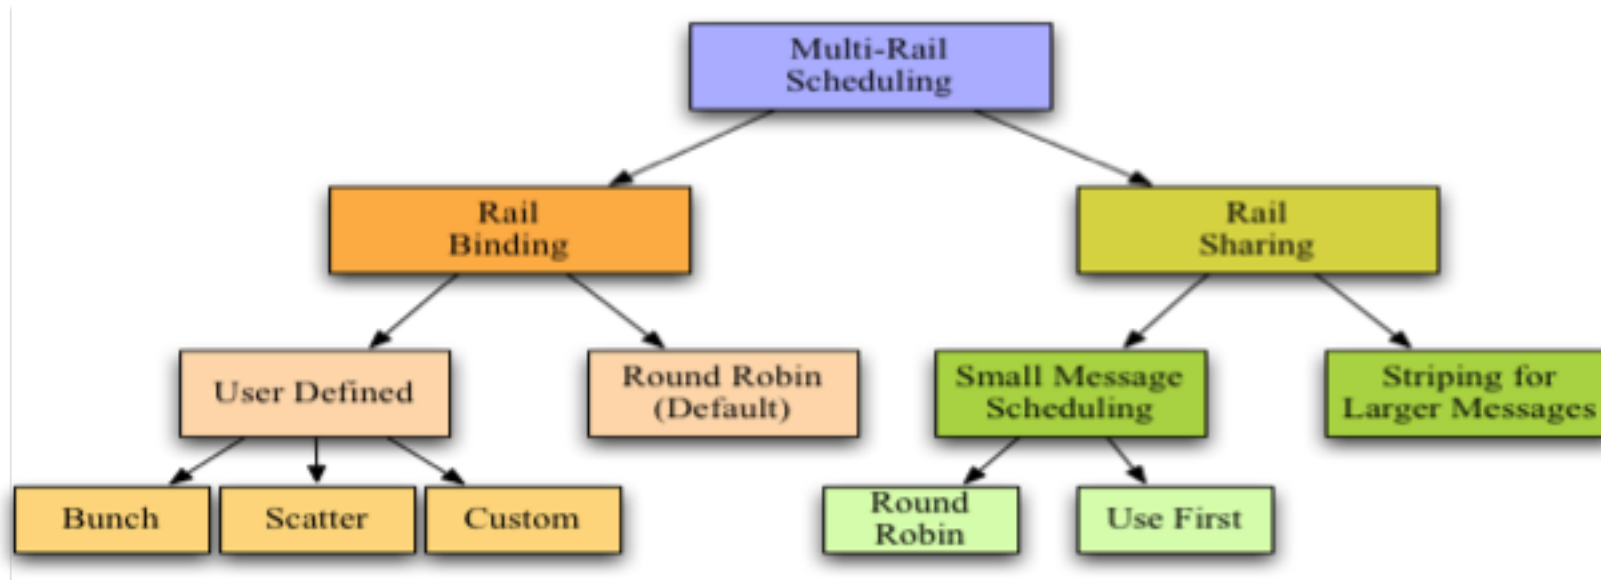 Multi-Rail
Scheduling
Rail
Binding
Rail
Sharing
User Defined
Round Robin
(Default)
Small Message
Scheduling
Striping for
Larger Messages
Bunch
Scatter
Custom
Round
Robin
Use First